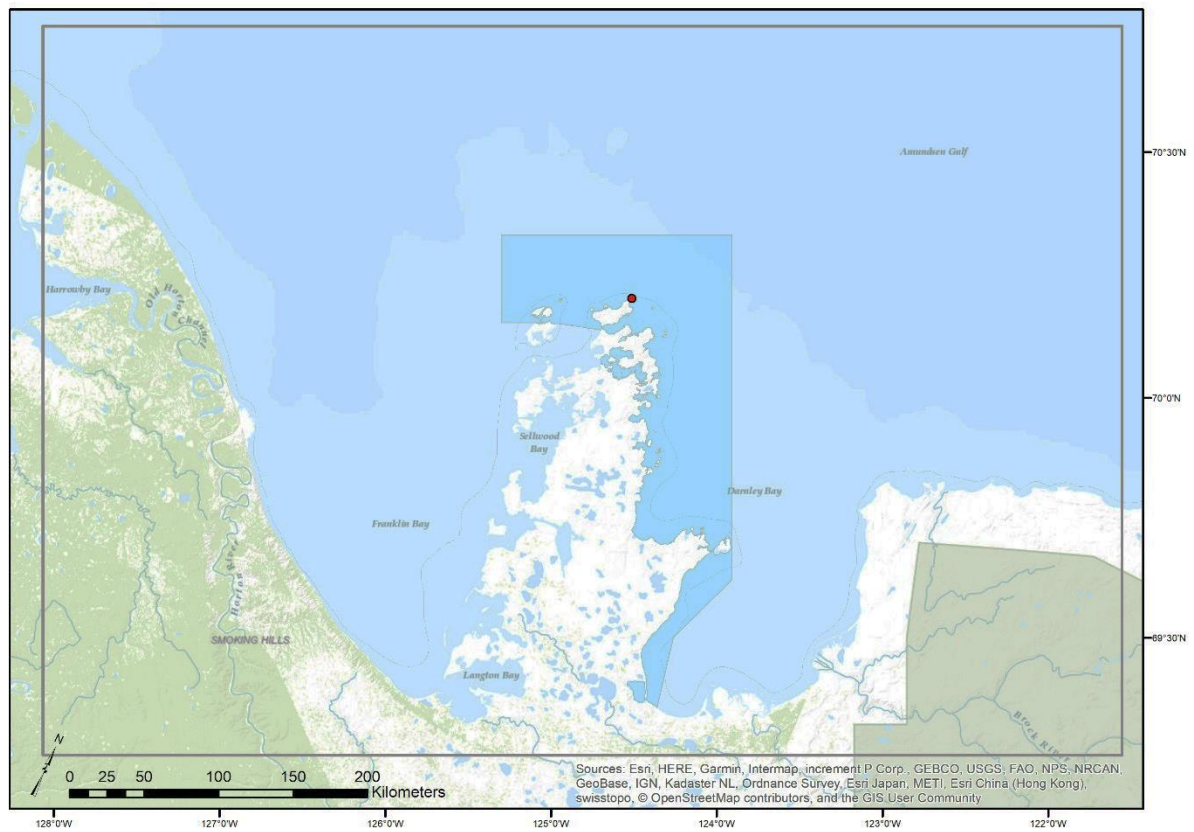 Amundsen Gulf
70°30'N
Harrowby Bay
Old Horton
Channel
70°0'N
Sellwood
Bay
Darnley Bay
Franklin Bay
Horton River
SMOKING HILLS
69°30'N
Langton Bay
Brock River
N
0 25 50 100 150 200
Kilometers
Sources: Esri, HERE, Garmin, Intermap, increment P Corp., GEBCO, USGS, FAO, NPS, NRCAN,
GeoBase, IGN, Kadaster NL, Ordnance Survey, Esri Japan, METI, Esri China (Hong Kong),
swisstopo, © OpenStreetMap contributors, and the GIS User Community
128°0'W 127°0'W 126°0'W 125°0'W 124°0'W 123°0'W 122°0'W